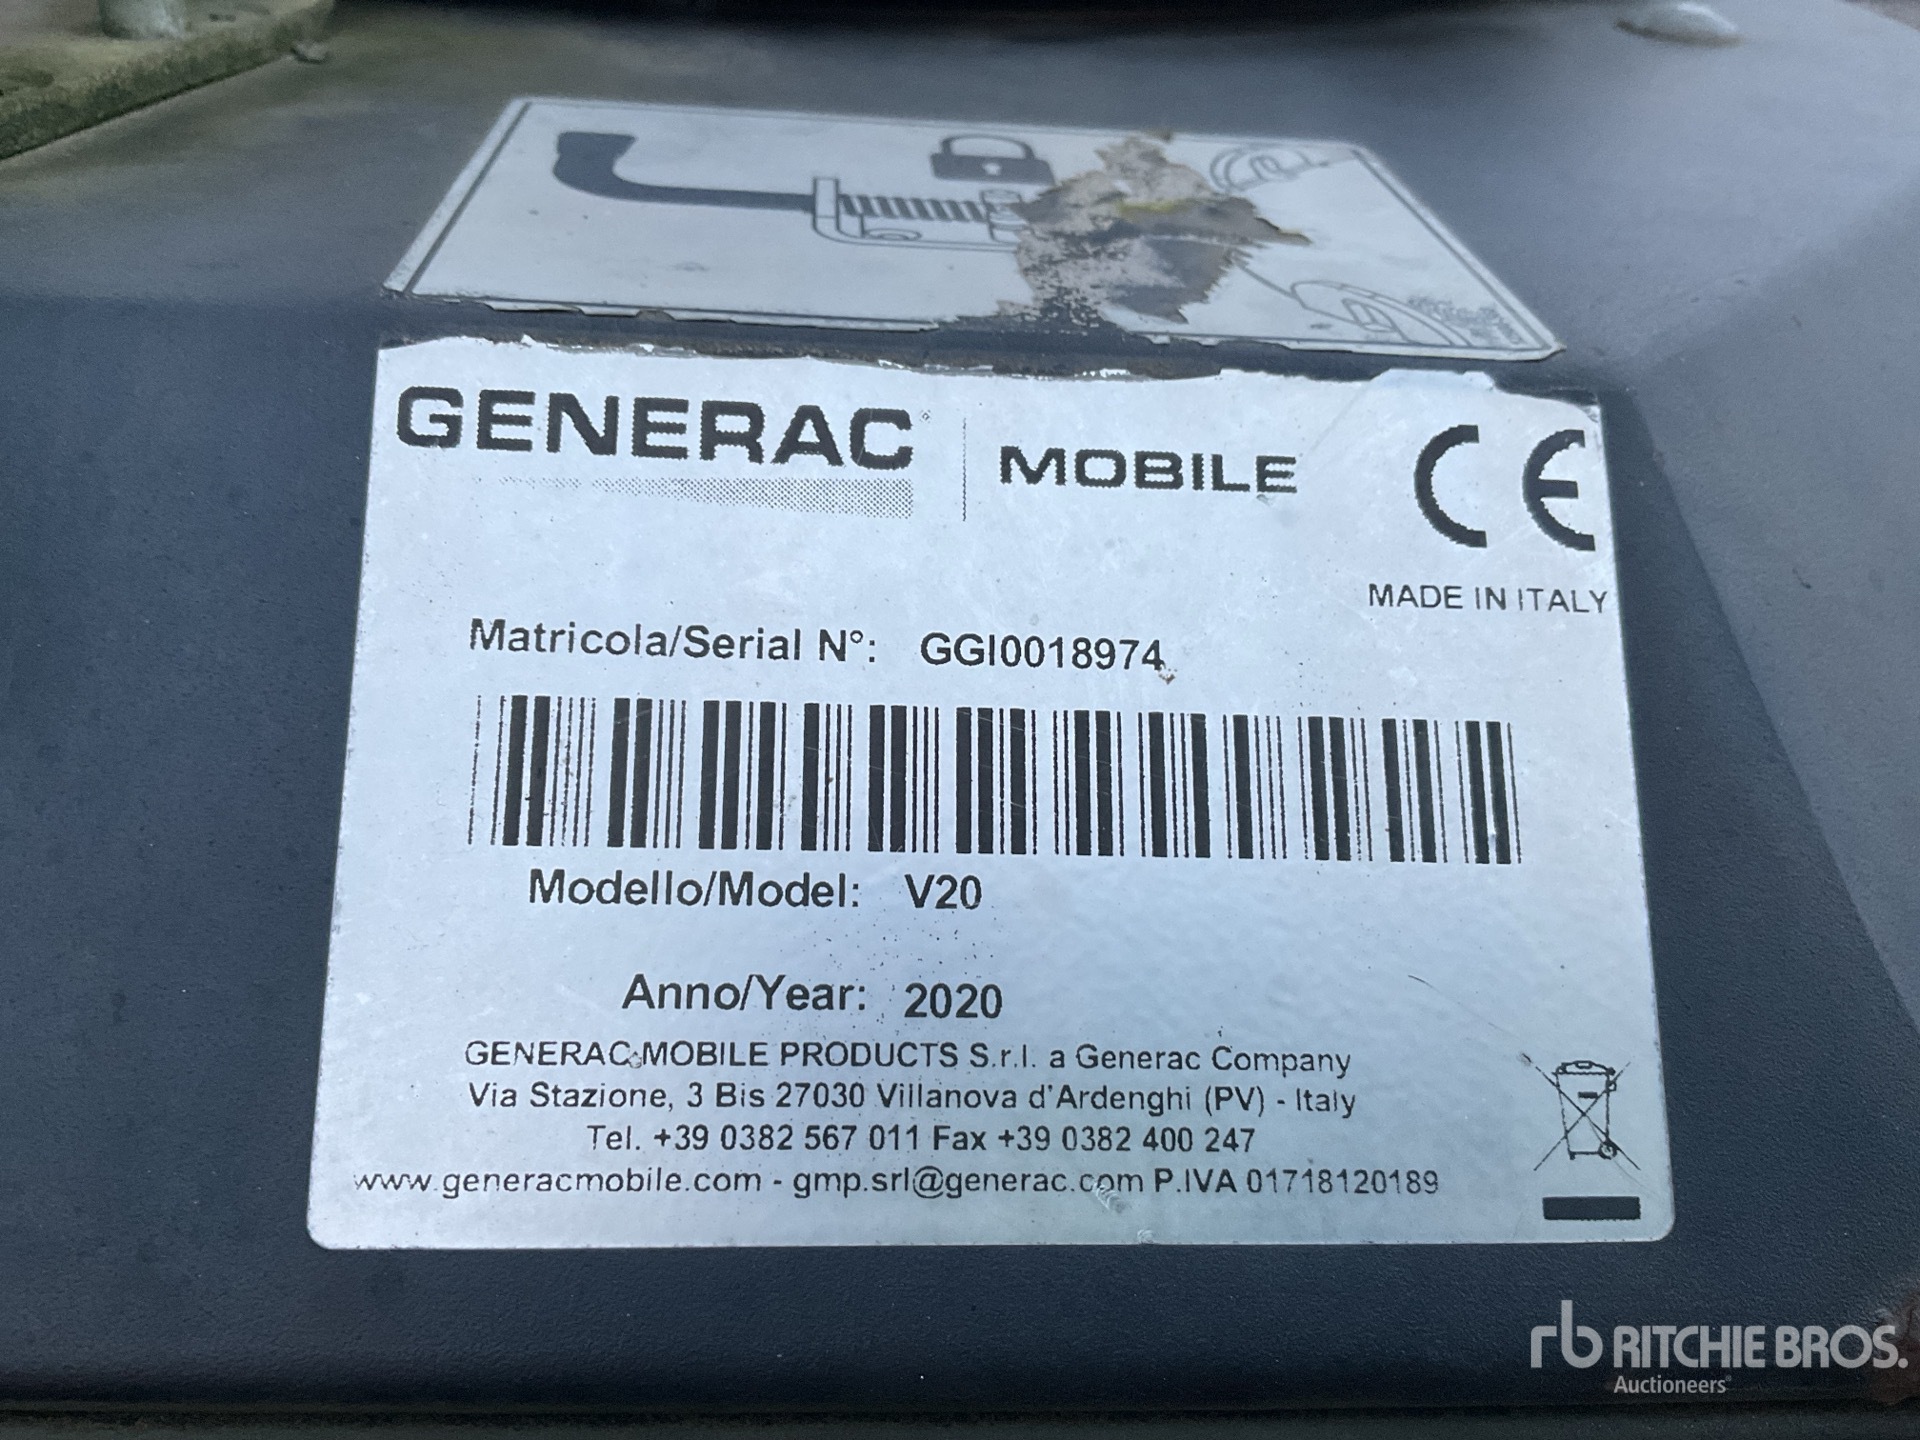 GENERAC® MOBILE
CE
MADE IN ITALY
Matricola/Serial N°: GGI0018974
Modello/Model: V20
Anno/Year: 2020
GENERAC MOBILE PRODUCTS S.r.l. a Generac Company
Via Stazione, 3 Bis 27030 Villanova d'Ardenghi (PV) - Italy
Tel. +39 0382 567 011 Fax +39 0382 400 247
www.generacmobile.com - gmp.srl@generac.com P.IVA 01718120189
rb RITCHIE BROS.
Auctioneers®